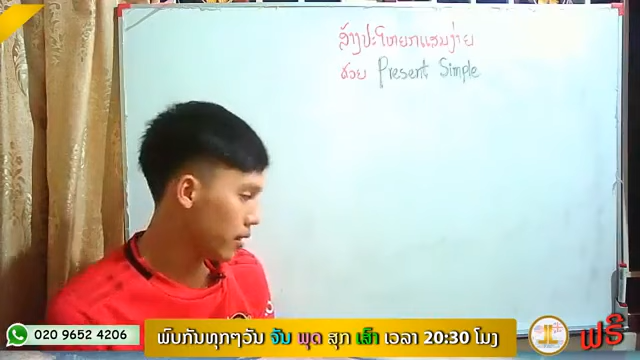 ສ້າງປະໂຫຍກແສນງ່າຍ
ດ້ວຍ Present Simple
020 9652 4206
ພົບກັນທຸກໆວັນ ຈັນ ພຸດ ສຸກ ເສົາ ເວລາ 20:30 ໂມງ
ຟຣີ